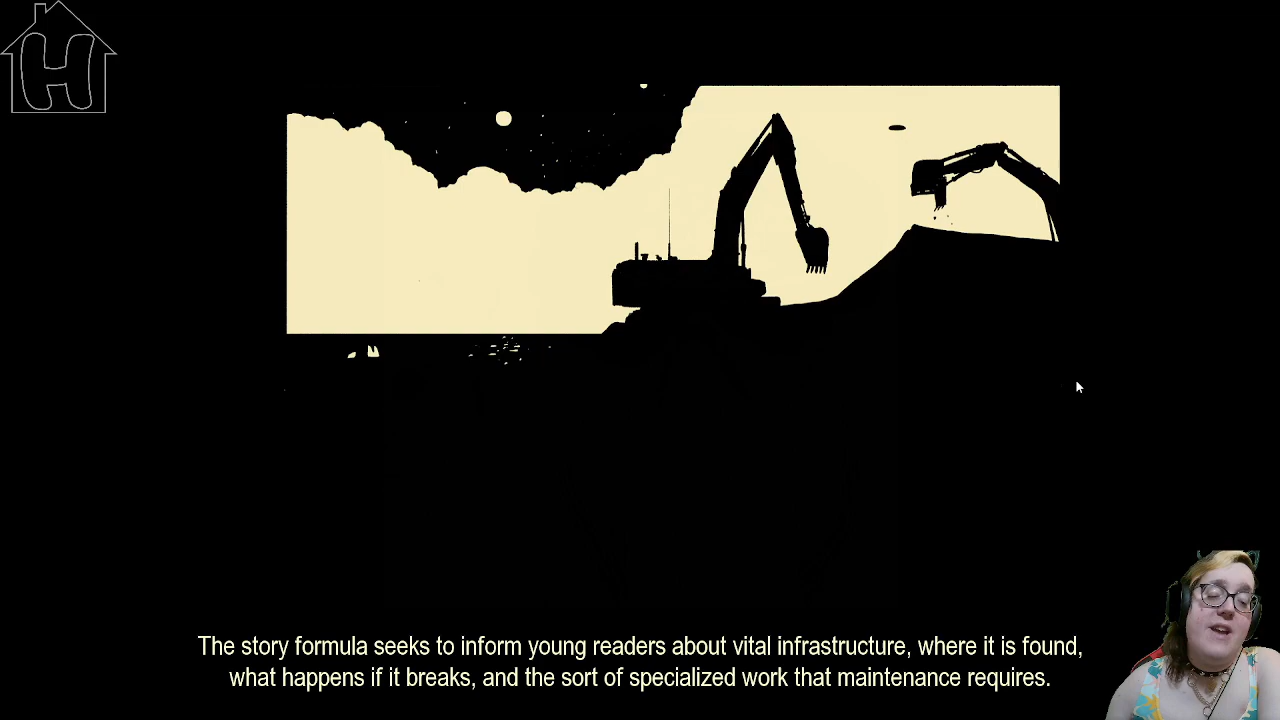 H
The story formula seeks to inform young readers about vital infrastructure, where it is found,
what happens if it breaks, and the sort of specialized work that maintenance requires.